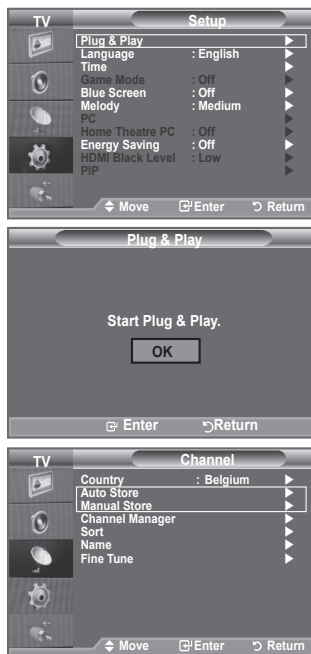 TV Setup
Plug & Play
Language : English
Time
Game Mode : Off
Blue Screen : Off
Melody : Medium
PC
Home Theatre PC : Off
Energy Saving : Off
HDMI Black Level : Low
PIP
Move Enter Return
Plug & Play
Start Plug & Play.
OK
Enter Return
TV Channel
Country : Belgium
Auto Store
Manual Store
Channel Manager
Sort
Name
Fine Tune
Move Enter Return